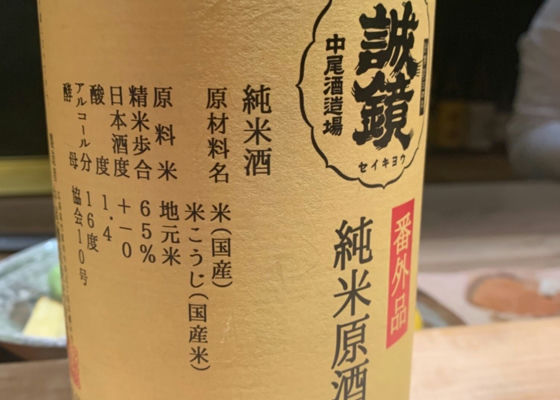 誠鏡
セイキヨウ
中尾酒造場
番外品
純米原酒
純米酒
原材料名 米(国産)
米こうじ(国産米)
原料米 地元米
精米歩合 65%
日本酒度 +-0
酸度 1.4
アルコール分 16度
酵母 協会10号